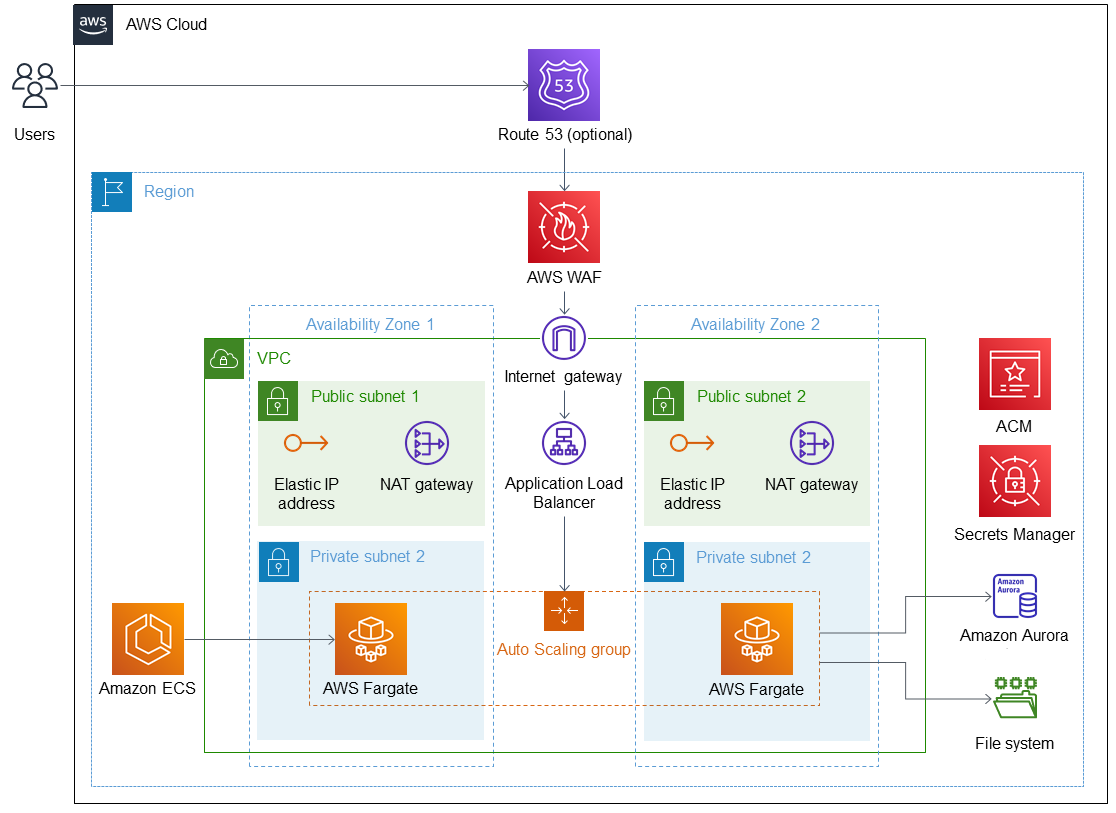 aws
AWS Cloud
Users
53
Route 53 (optional)
Region
AWS WAF
Availability Zone 1
Availability Zone 2
VPC
Internet gateway
Public subnet 1
Public subnet 2
ACM
Elastic IP
address
NAT gateway
Application Load
Balancer
Elastic IP
address
NAT gateway
Secrets Manager
Private subnet 2
Private subnet 2
Amazon
Aurora
Amazon Aurora
Auto Scaling group
Amazon ECS
AWS Fargate
AWS Fargate
File system